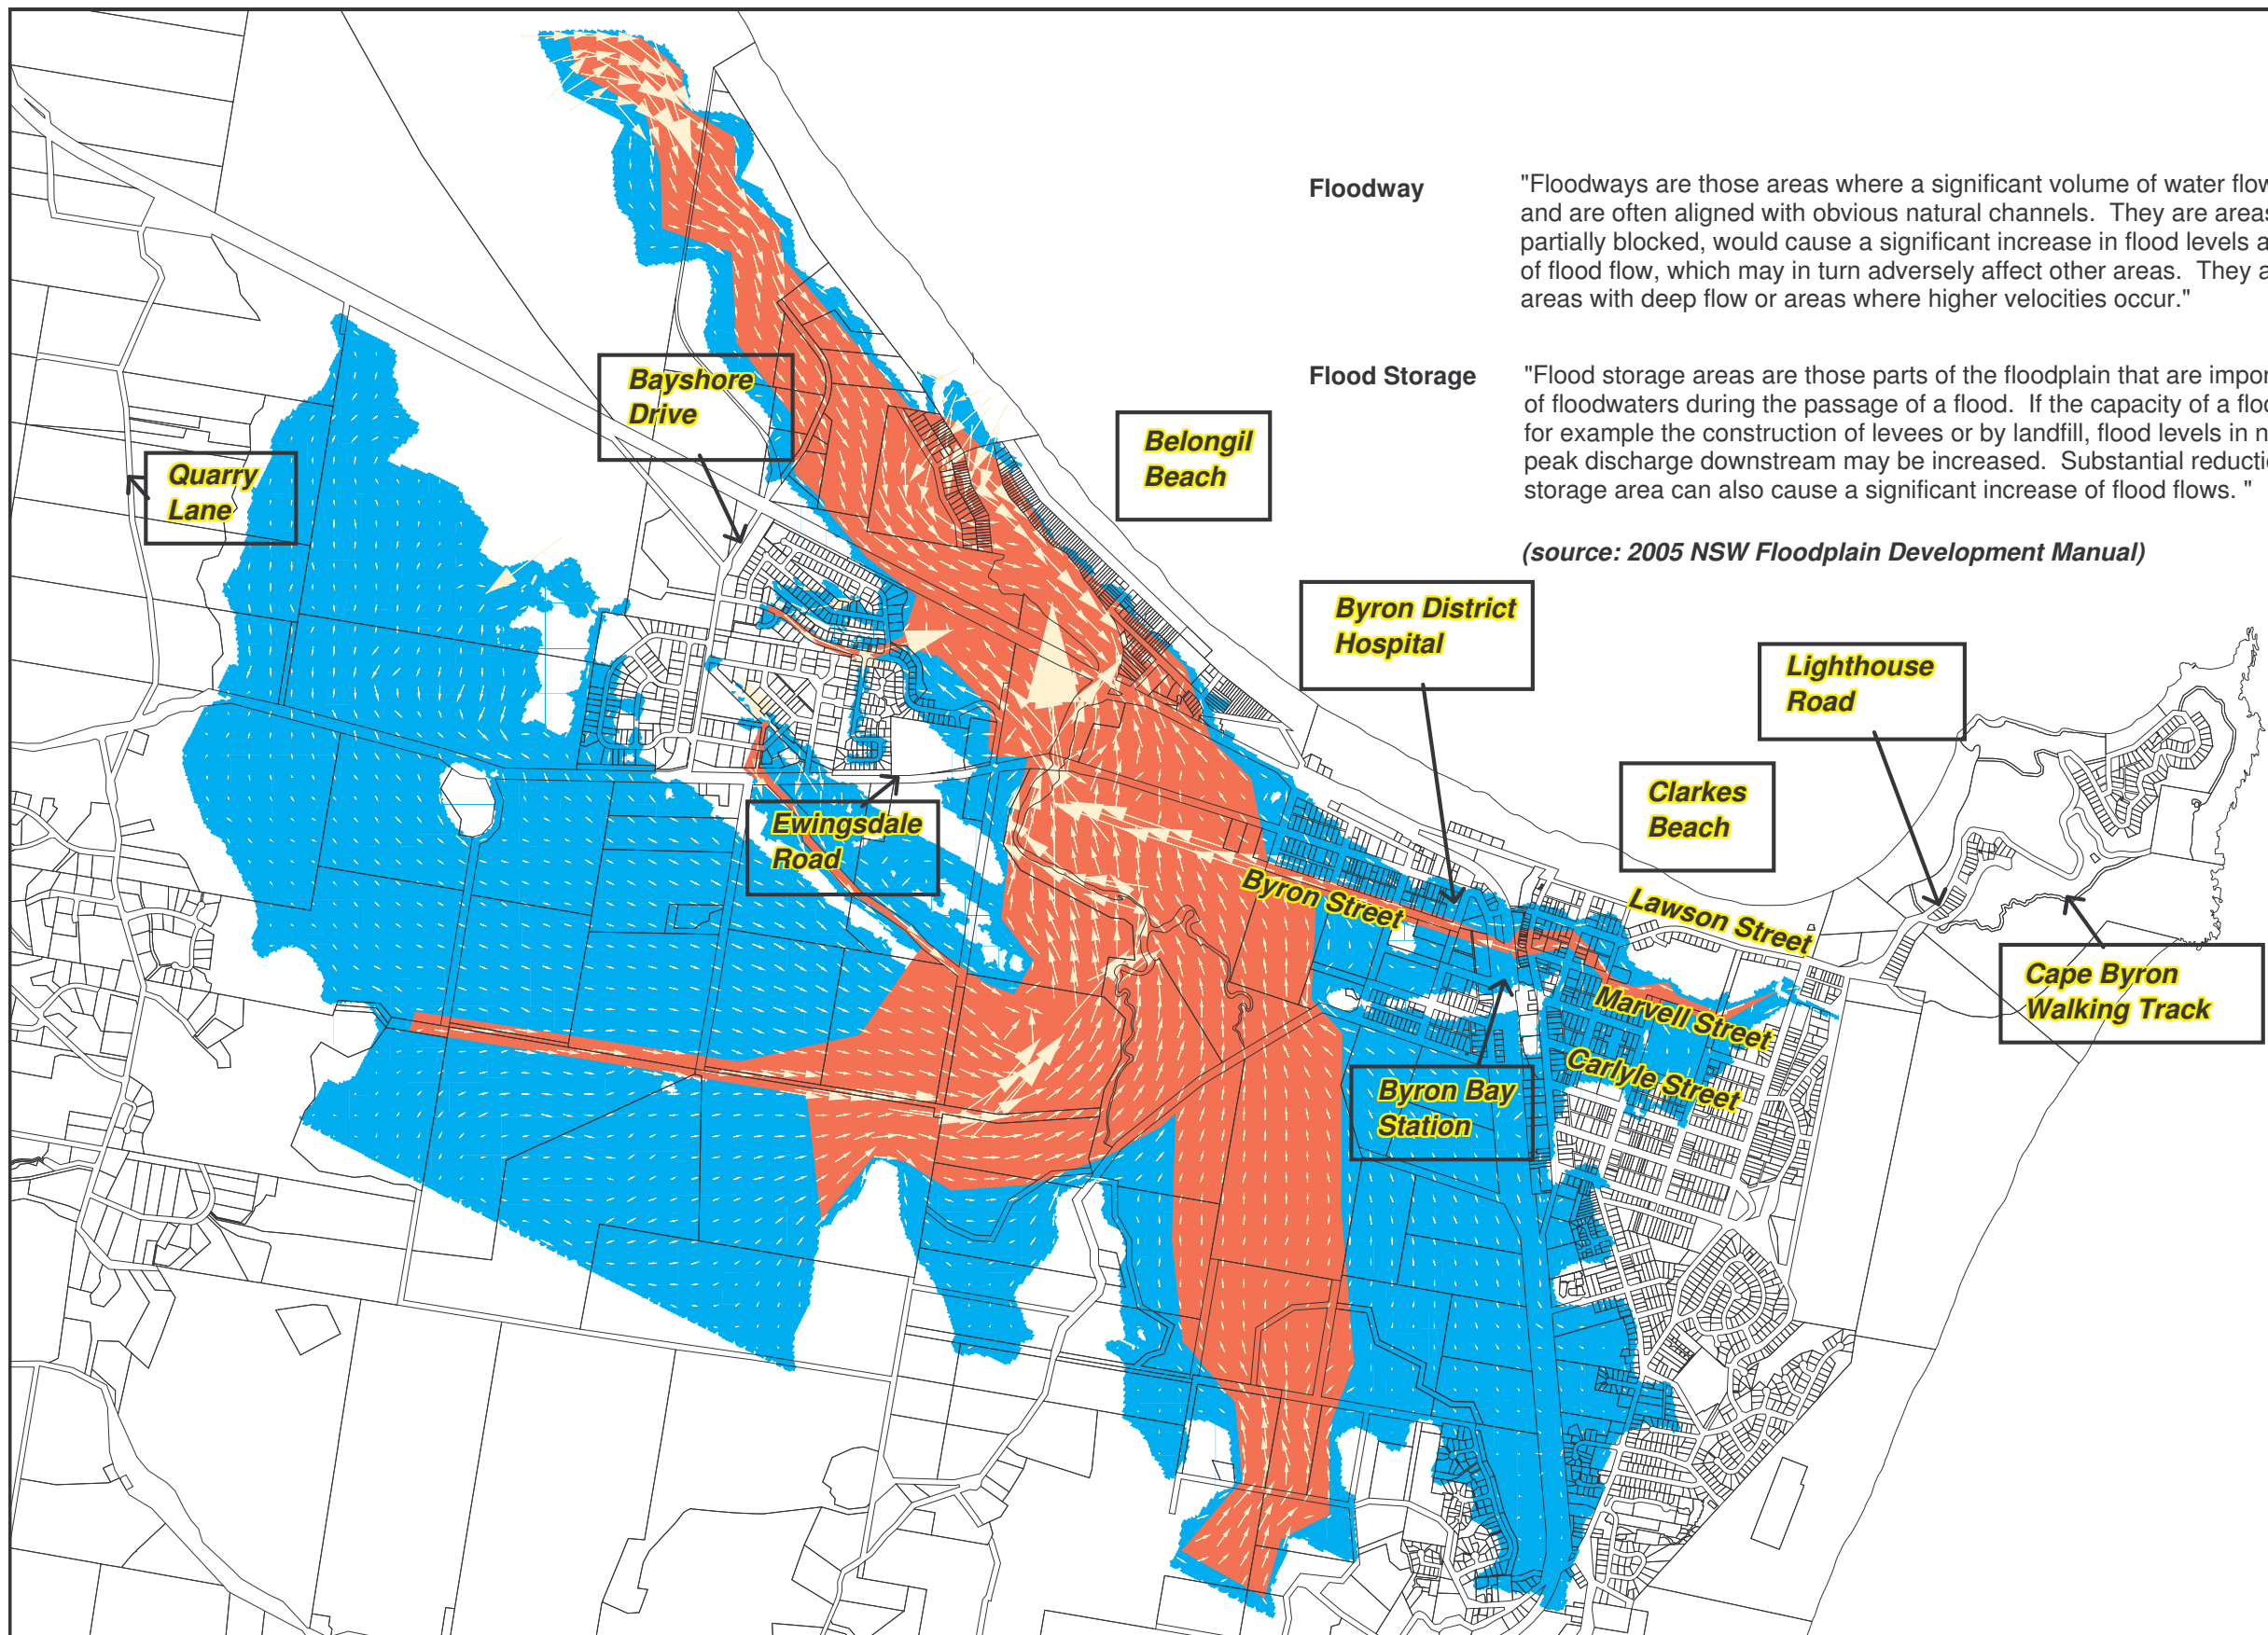 Floodway
"Floodways are those areas where a significant volume of water flow
and are often aligned with obvious natural channels. They are areas
partially blocked, would cause a significant increase in flood levels a
of flood flow, which may in turn adversely affect other areas. They a
areas with deep flow or areas where higher velocities occur."
Flood Storage
"Flood storage areas are those parts of the floodplain that are impor
of floodwaters during the passage of a flood. If the capacity of a floo
for example the construction of levees or by landfill, flood levels in n
peak discharge downstream may be increased. Substantial reducti
storage area can also cause a significant increase of flood flows. "
(source: 2005 NSW Floodplain Development Manual)
Bayshore
Drive
Belongil
Beach
Quarry
Lane
Byron District
Hospital
Lighthouse
Road
Clarkes
Beach
Ewingsdale
Road
Byron Street
Lawson Street
Cape Byron
Walking Track
Marvell Street
Carlyle Street
Byron Bay
Station